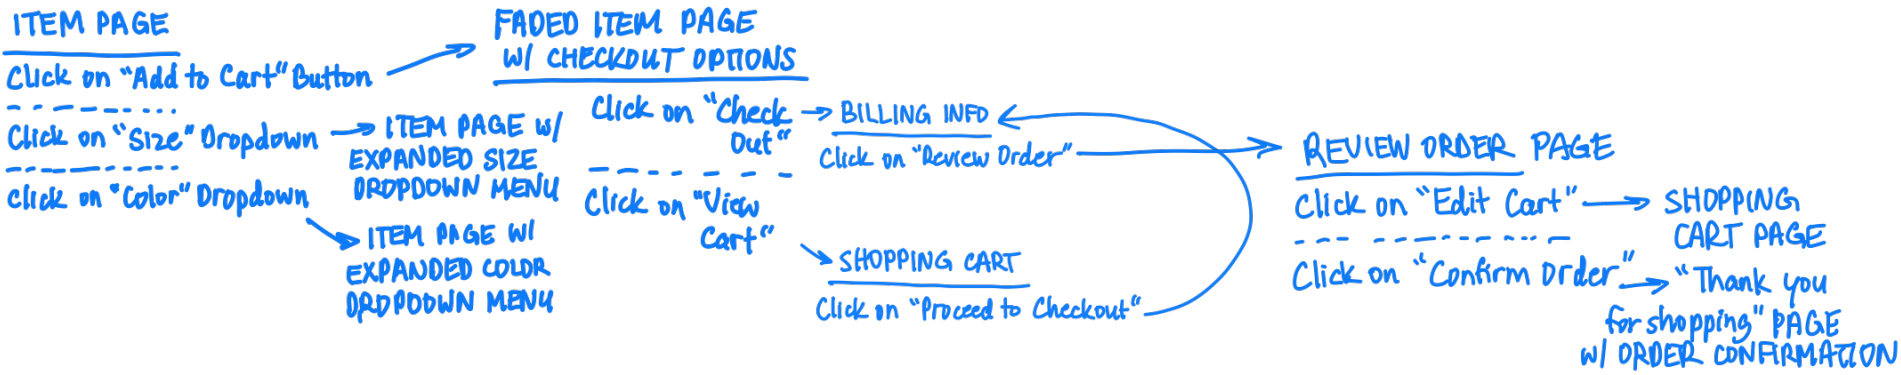 ITEM PAGE
Click on "Add to Cart" Button
Click on "Size" Dropdown
Click on "Color" Dropdown
ITEM PAGE W/
EXPANDED SIZE
DROPDOWN MENU
ITEM PAGE W/
EXPANDED COLOR
DROPDOWN MENU
FADED ITEM PAGE
W/ CHECKOUT OPTIONS
Click on "Check
Out"
Click on "View
Cart"
BILLING INFO
Click on "Review Order"
SHOPPING CART
Click on "Proceed to Checkout"
REVIEW ORDER PAGE
Click on "Edit Cart"
Click on "Confirm Order"
SHOPPING
CART PAGE
"Thank you
for shopping" PAGE
W/ ORDER CONFIRMATION